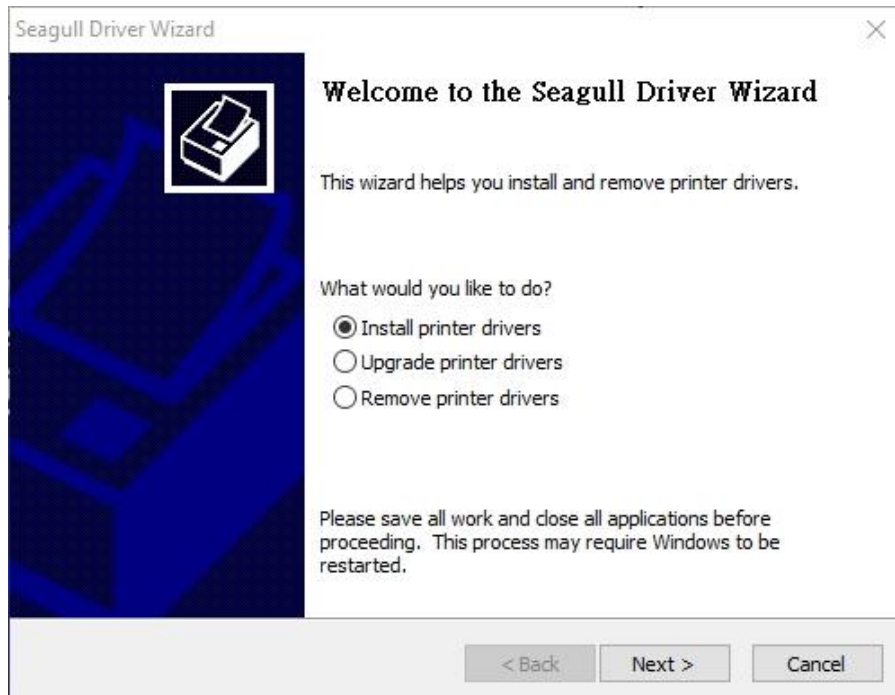 Seagull Driver Wizard
Welcome to the Seagull Driver Wizard
This wizard helps you install and remove printer drivers.
What would you like to do?
Install printer drivers
Upgrade printer drivers
Remove printer drivers
Please save all work and close all applications before
proceeding.  This process may require Windows to be
restarted.
< Back  Next >  Cancel